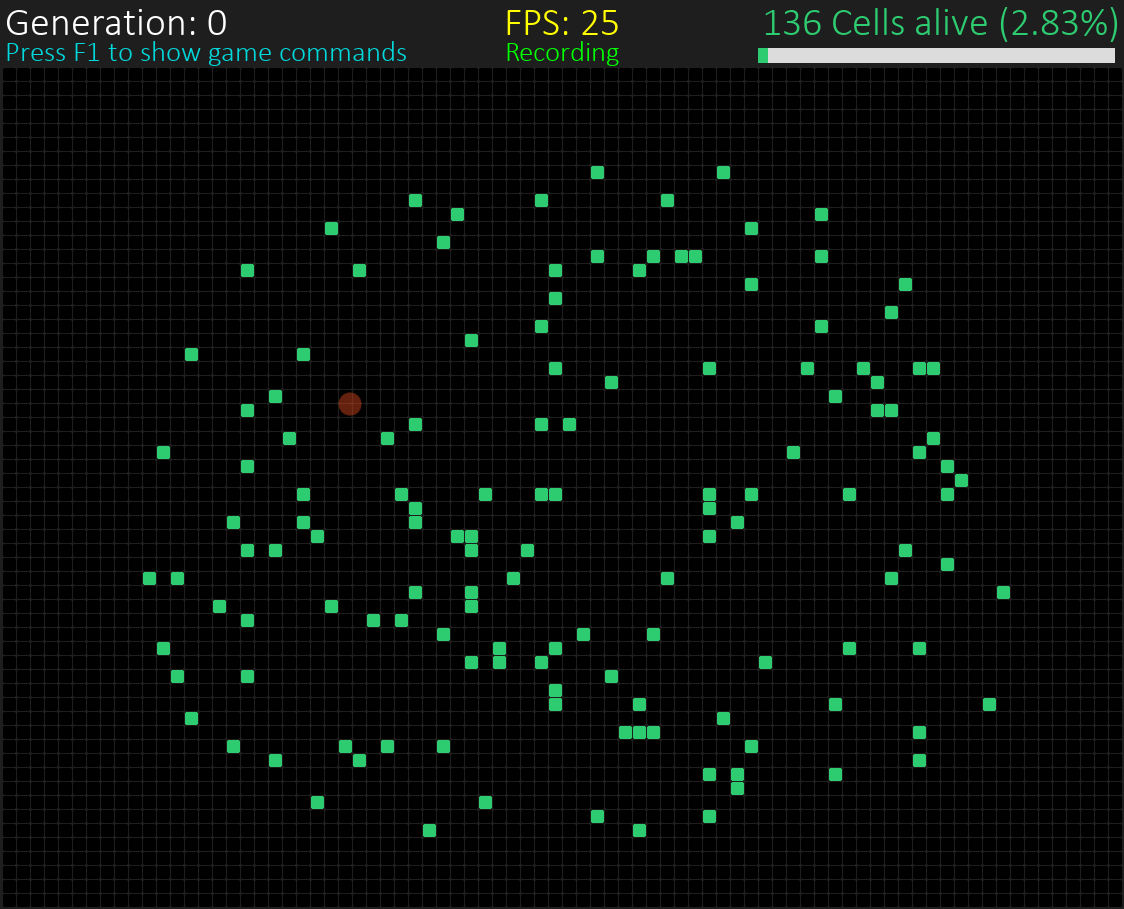 Generation: 0
FPS: 25
136 Cells alive (2.83%)
Press F1 to show game commands
Recording